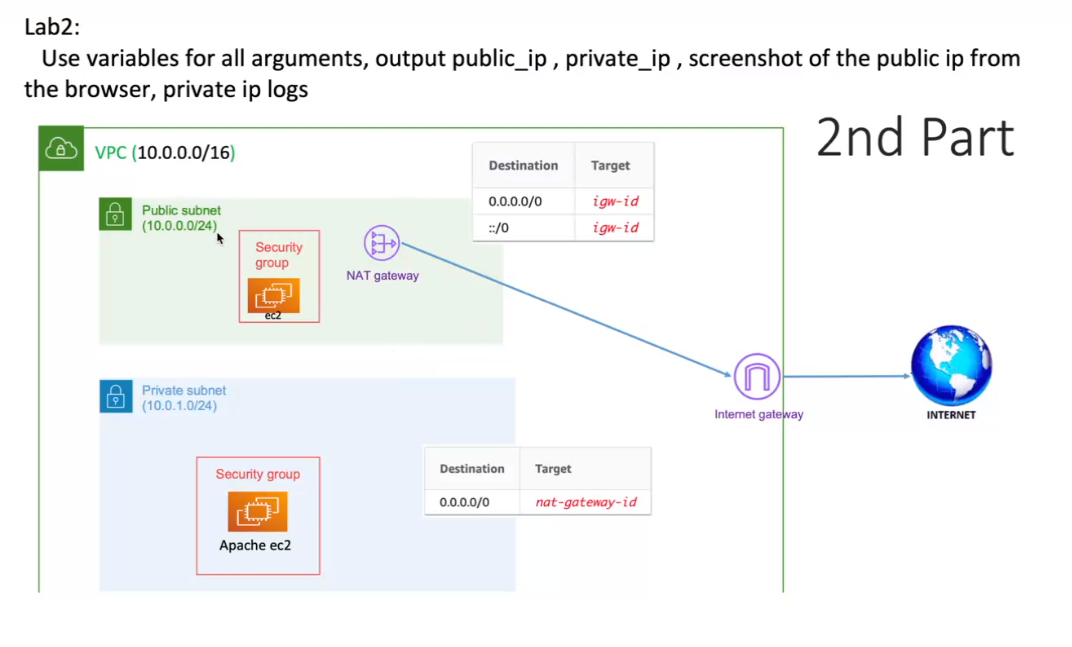 Lab2:
Use variables for all arguments, output public_ip , private_ip , screenshot of the public ip from
the browser, private ip logs
2nd Part
VPC (10.0.0.0/16)
Destination Target
0.0.0.0/0 igw-id
::/0 igw-id
Public subnet
(10.0.0.0/24)
Security
group
ec2
NAT gateway
Internet gateway
INTERNET
Private subnet
(10.0.1.0/24)
Security group
Apache ec2
Destination Target
0.0.0.0/0 nat-gateway-id